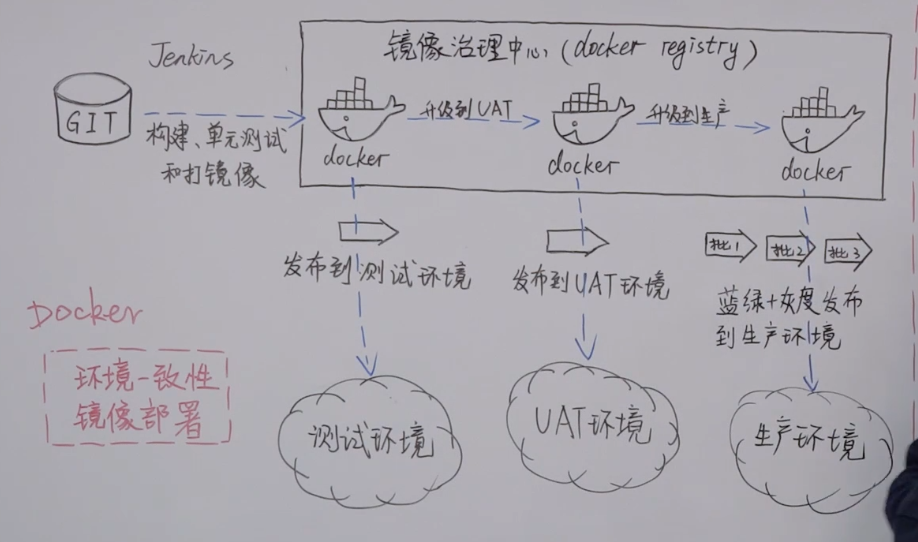 Jenkins
镜像治理中心(docker registry)
GIT
构建、单元测试
和打镜像
升级到UAT
升级到生产
docker
docker
docker
发布到测试环境
发布到UAT环境
批1
批2
批3
蓝绿+灰度发布
到生产环境
Docker
环境一致性
镜像部署
测试环境
UAT环境
生产环境